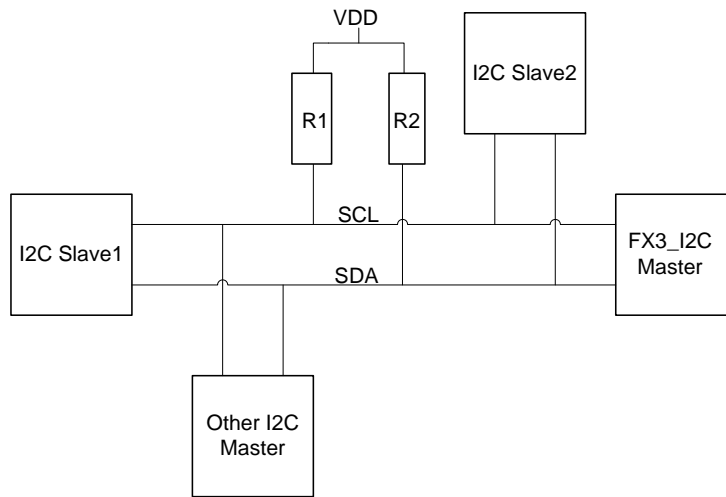 VDD
I2C Slave2
R1
R2
I2C Slave1
SCL
FX3_I2C
Master
SDA
Other I2C
Master